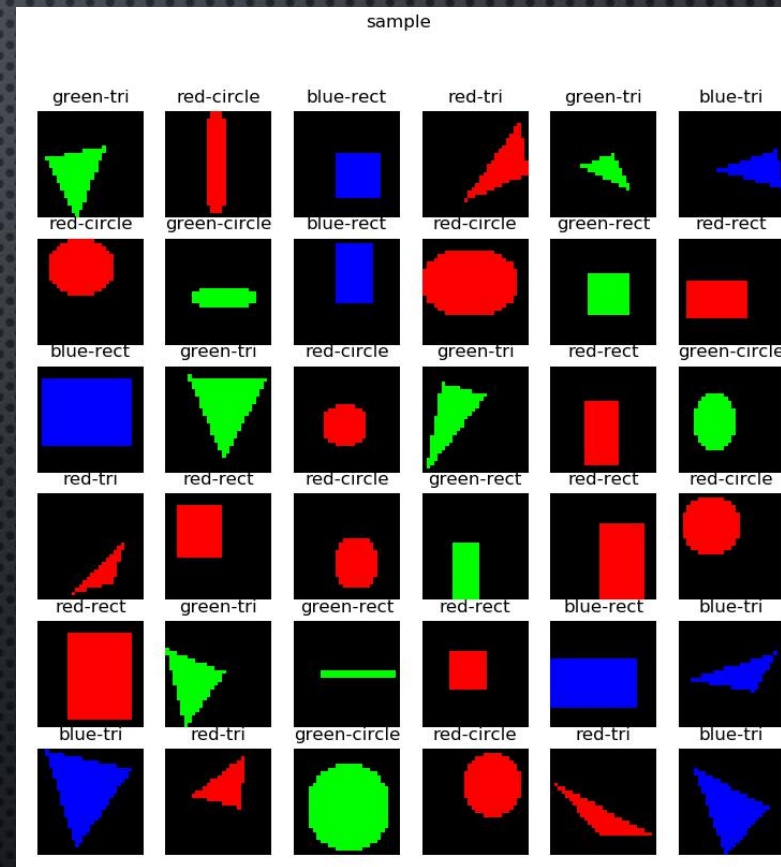 sample
green-tri red-circle blue-rect red-tri green-tri blue-tri
red-circle green-circle blue-rect red-circle green-rect red-rect
blue-rect green-tri red-circle green-tri red-rect green-circle
red-tri red-rect red-circle green-rect red-rect red-circle
red-rect green-tri green-rect red-rect blue-rect blue-tri
blue-tri red-tri green-circle red-circle red-tri blue-tri